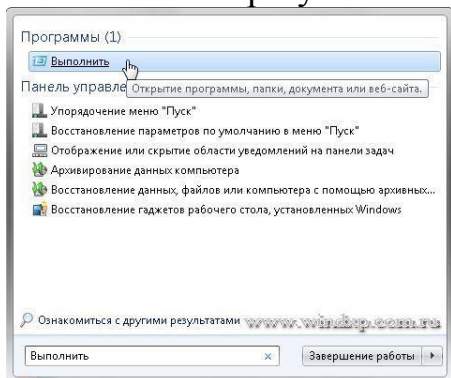 Программы (1)
Выполнить
Открытие программы, папки, документа или веб-сайта.
Панель управле
Упорядочение меню "Пуск"
Восстановление параметров по умолчанию в меню "Пуск"
Отображение или скрытие области уведомлений на панели задач
Архивирование данных компьютера
Восстановление данных, файлов или компьютера с помощью архивных...
Восстановление гаджетов рабочего стола, установленных Windows
Ознакомиться с другими результатами www.windxp.com.ru
Выполнить × Завершение работы